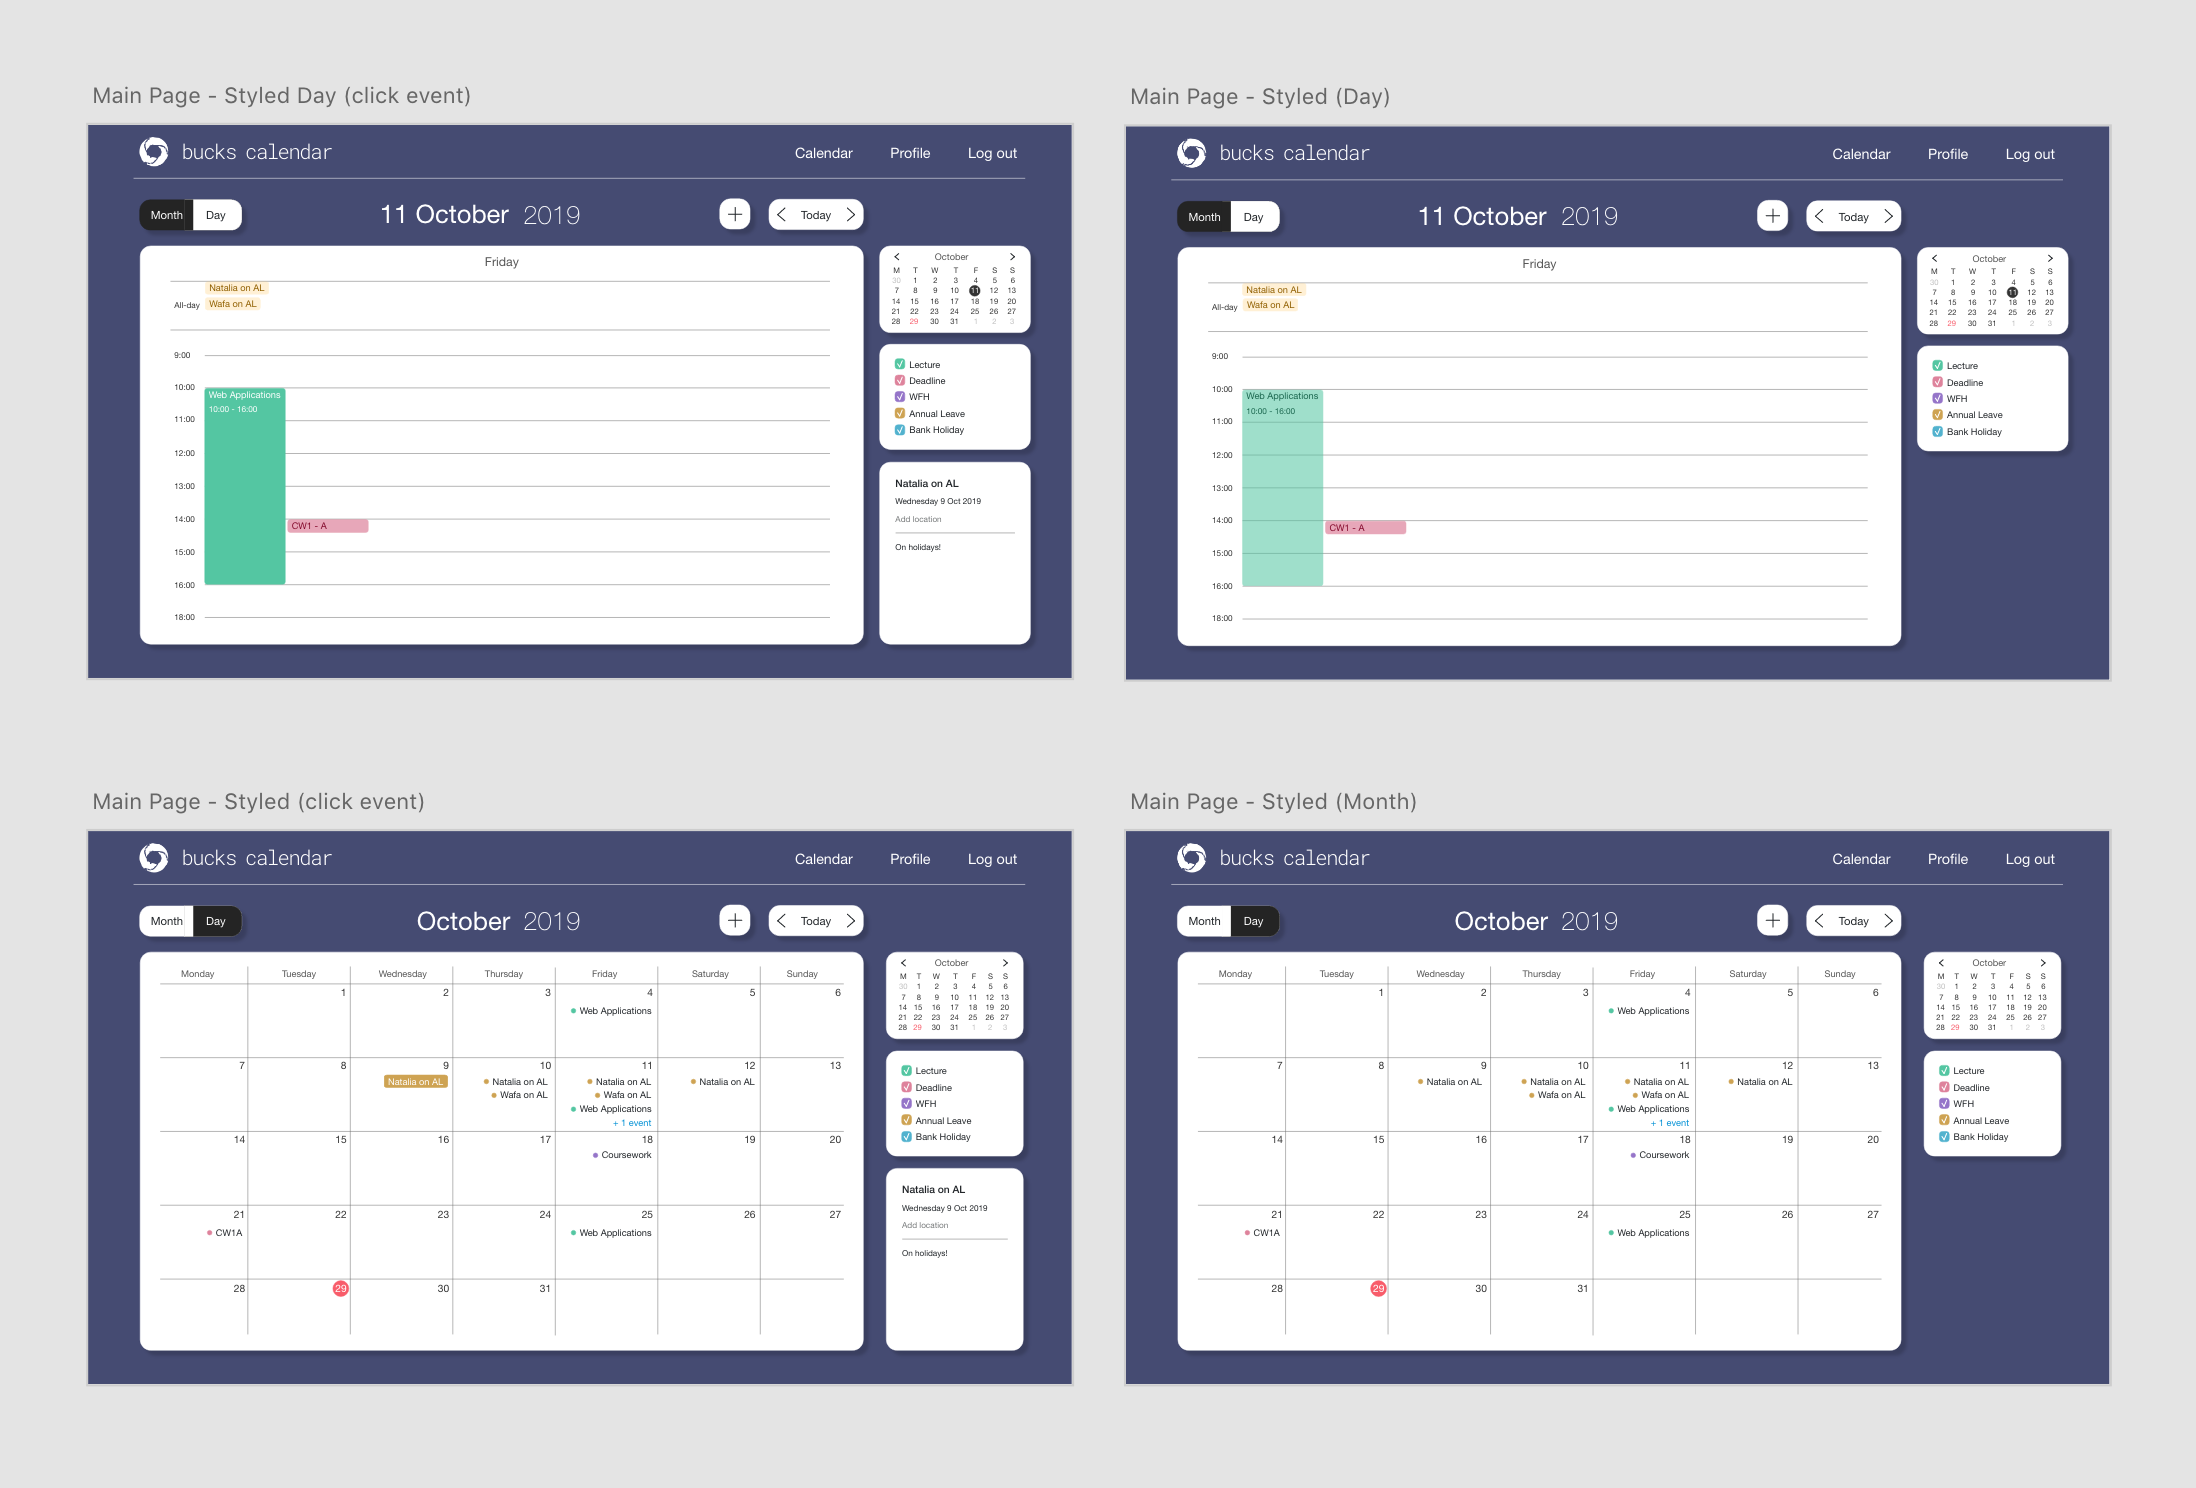 Main Page - Styled Day (click event)
bucks calendar
Calendar Profile Log out
Month Day
11 October 2019
Today
Friday
All-day
Natalia on AL
Wafa on AL
9:00
10:00
11:00
12:00
13:00
14:00
15:00
16:00
18:00
Web Applications
10:00 - 16:00
CW1 - A
October
M T W T F S S
30 1 2 3 4 5 6
7 8 9 10 11 12 13
14 15 16 17 18 19 20
21 22 23 24 25 26 27
28 29 30 31 1 2 3
Lecture
Deadline
WFH
Annual Leave
Bank Holiday
Natalia on AL
Wednesday 9 Oct 2019
Add location
On holidays!
Main Page - Styled (Day)
bucks calendar
Calendar Profile Log out
Month Day
11 October 2019
Today
Friday
All-day
Natalia on AL
Wafa on AL
9:00
10:00
11:00
12:00
13:00
14:00
15:00
16:00
18:00
Web Applications
10:00 - 16:00
CW1 - A
October
M T W T F S S
30 1 2 3 4 5 6
7 8 9 10 11 12 13
14 15 16 17 18 19 20
21 22 23 24 25 26 27
28 29 30 31 1 2 3
Lecture
Deadline
WFH
Annual Leave
Bank Holiday
Main Page - Styled (click event)
bucks calendar
Calendar Profile Log out
Month Day
October 2019
Today
Monday Tuesday Wednesday Thursday Friday Saturday Sunday
1 2 3 4 5 6
Web Applications
7 8 9 10 11 12 13
Natalia on AL Natalia on AL Natalia on AL Natalia on AL
Wafa on AL Wafa on AL
Web Applications
+ 1 event
14 15 16 17 18 19 20
Coursework
21 22 23 24 25 26 27
CW1A Web Applications
28 29 30 31
October
M T W T F S S
30 1 2 3 4 5 6
7 8 9 10 11 12 13
14 15 16 17 18 19 20
21 22 23 24 25 26 27
28 29 30 31 1 2 3
Lecture
Deadline
WFH
Annual Leave
Bank Holiday
Natalia on AL
Wednesday 9 Oct 2019
Add location
On holidays!
Main Page - Styled (Month)
bucks calendar
Calendar Profile Log out
Month Day
October 2019
Today
Monday Tuesday Wednesday Thursday Friday Saturday Sunday
1 2 3 4 5 6
Web Applications
7 8 9 10 11 12 13
Natalia on AL Natalia on AL Natalia on AL Natalia on AL
Wafa on AL Wafa on AL
Web Applications
+ 1 event
14 15 16 17 18 19 20
Coursework
21 22 23 24 25 26 27
CW1A Web Applications
28 29 30 31
October
M T W T F S S
30 1 2 3 4 5 6
7 8 9 10 11 12 13
14 15 16 17 18 19 20
21 22 23 24 25 26 27
28 29 30 31 1 2 3
Lecture
Deadline
WFH
Annual Leave
Bank Holiday